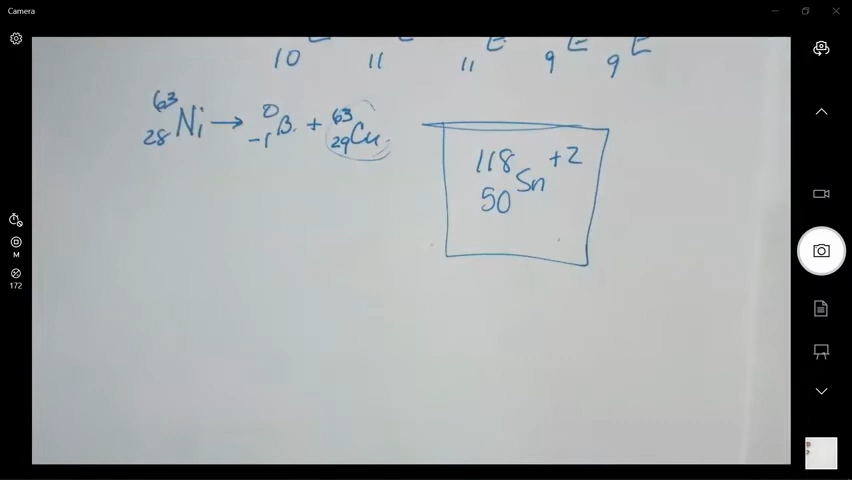 Camera
E E E E E
10 11 11 9 9
63 28 Ni → 0 -1 β + 63 29 Cu
118 50 Sn +2
M
172